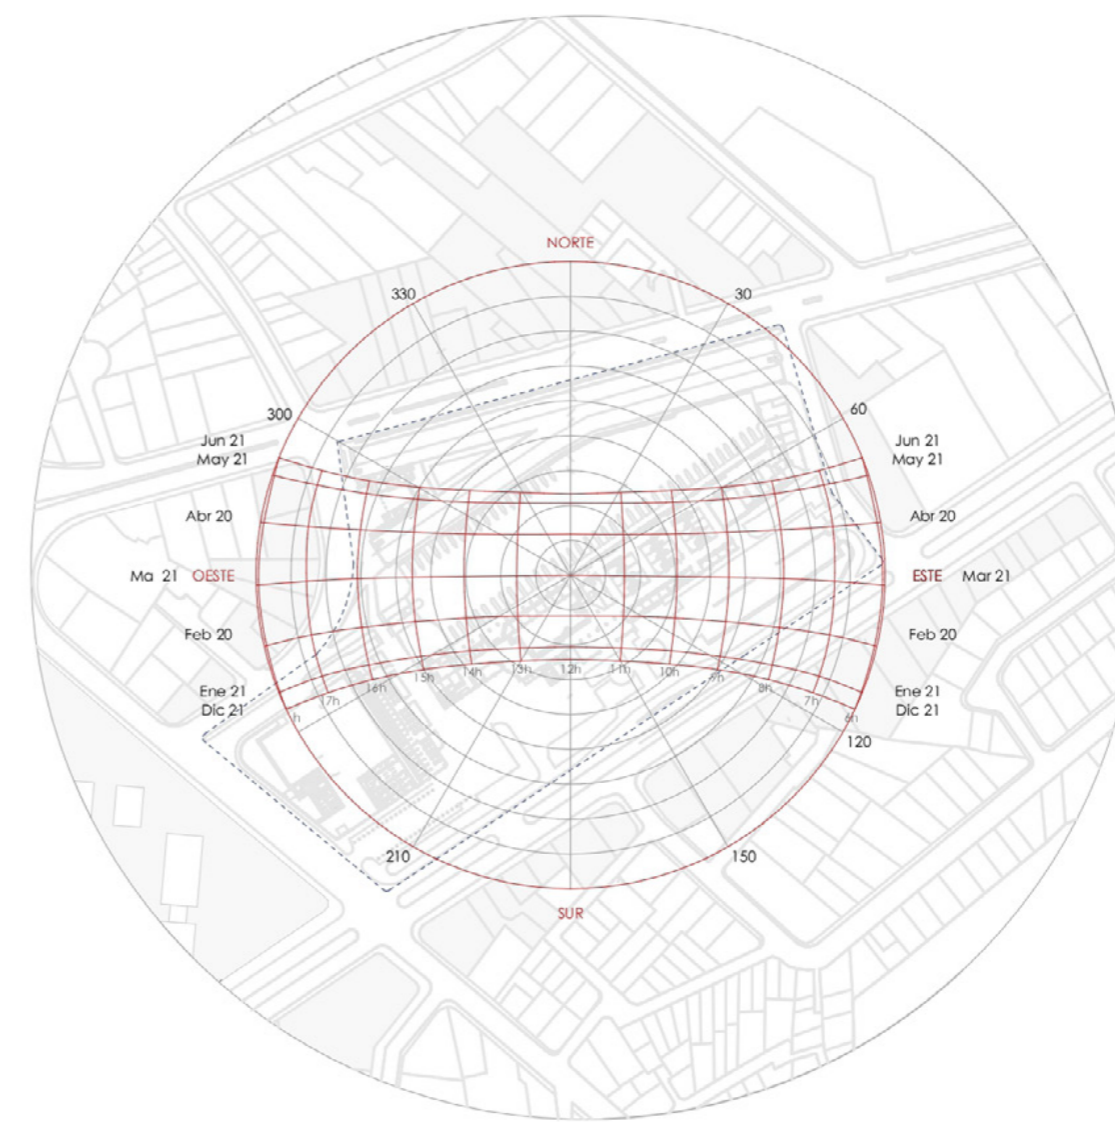 NORTE
330
30
300
60
Jun 21
May 21
Jun 21
May 21
Abr 20
Abr 20
Ma 21
OESTE
ESTE
Mar 21
Feb 20
Feb 20
Ene 21
Dic 21
Ene 21
Dic 21
h
17h
16h
15h
14h
13h
12h
11h
10h
9h
8h
7h
6h
120
210
150
SUR